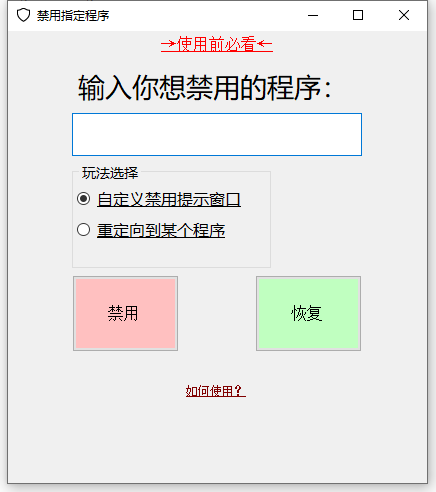 禁用指定程序
→使用前必看←
输入你想禁用的程序：
玩法选择
自定义禁用提示窗口
重定向到某个程序
禁用
恢复
如何使用？